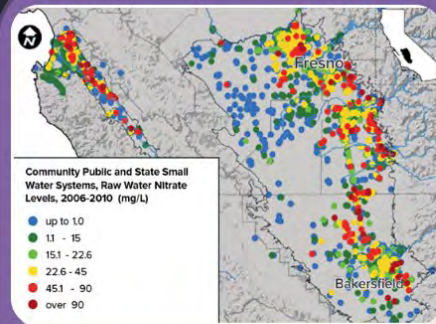 N
Fresno
Community Public and State Small
Water Systems, Raw Water Nitrate
Levels, 2006-2010 (mg/L)
up to 1.0
1.1 - 15
15.1 - 22.6
22.6 - 45
45.1 - 90
over 90
Bakersfield